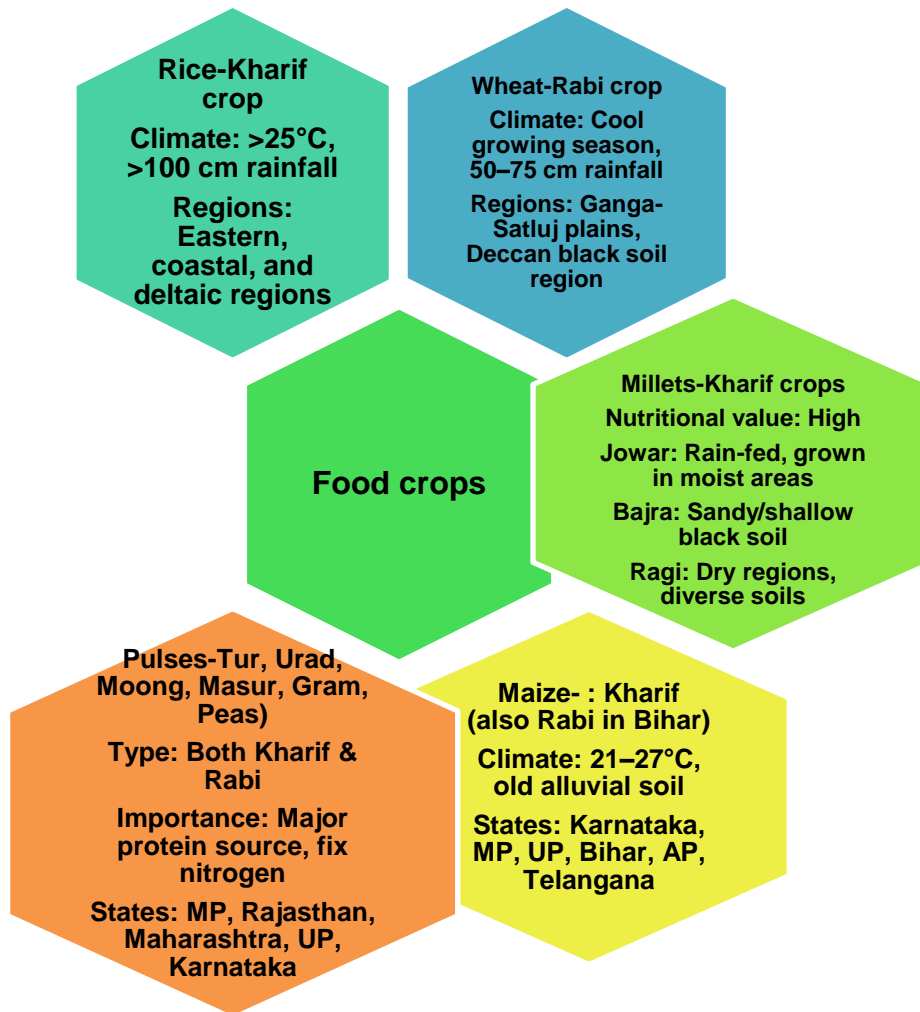 Rice-Kharif
crop
Climate: >25°C,
>100 cm rainfall
Regions:
Eastern,
coastal, and
deltaic regions
Wheat-Rabi crop
Climate: Cool
growing season,
50–75 cm rainfall
Regions: Ganga-
Satluj plains,
Deccan black soil
region
Food crops
Millets-Kharif crops
Nutritional value: High
Jowar: Rain-fed, grown
in moist areas
Bajra: Sandy/shallow
black soil
Ragi: Dry regions,
diverse soils
Pulses-Tur, Urad,
Moong, Masur, Gram,
Peas)
Type: Both Kharif &
Rabi
Importance: Major
protein source, fix
nitrogen
States: MP, Rajasthan,
Maharashtra, UP,
Karnataka
Maize- : Kharif
(also Rabi in Bihar)
Climate: 21–27°C,
old alluvial soil
States: Karnataka,
MP, UP, Bihar, AP,
Telangana